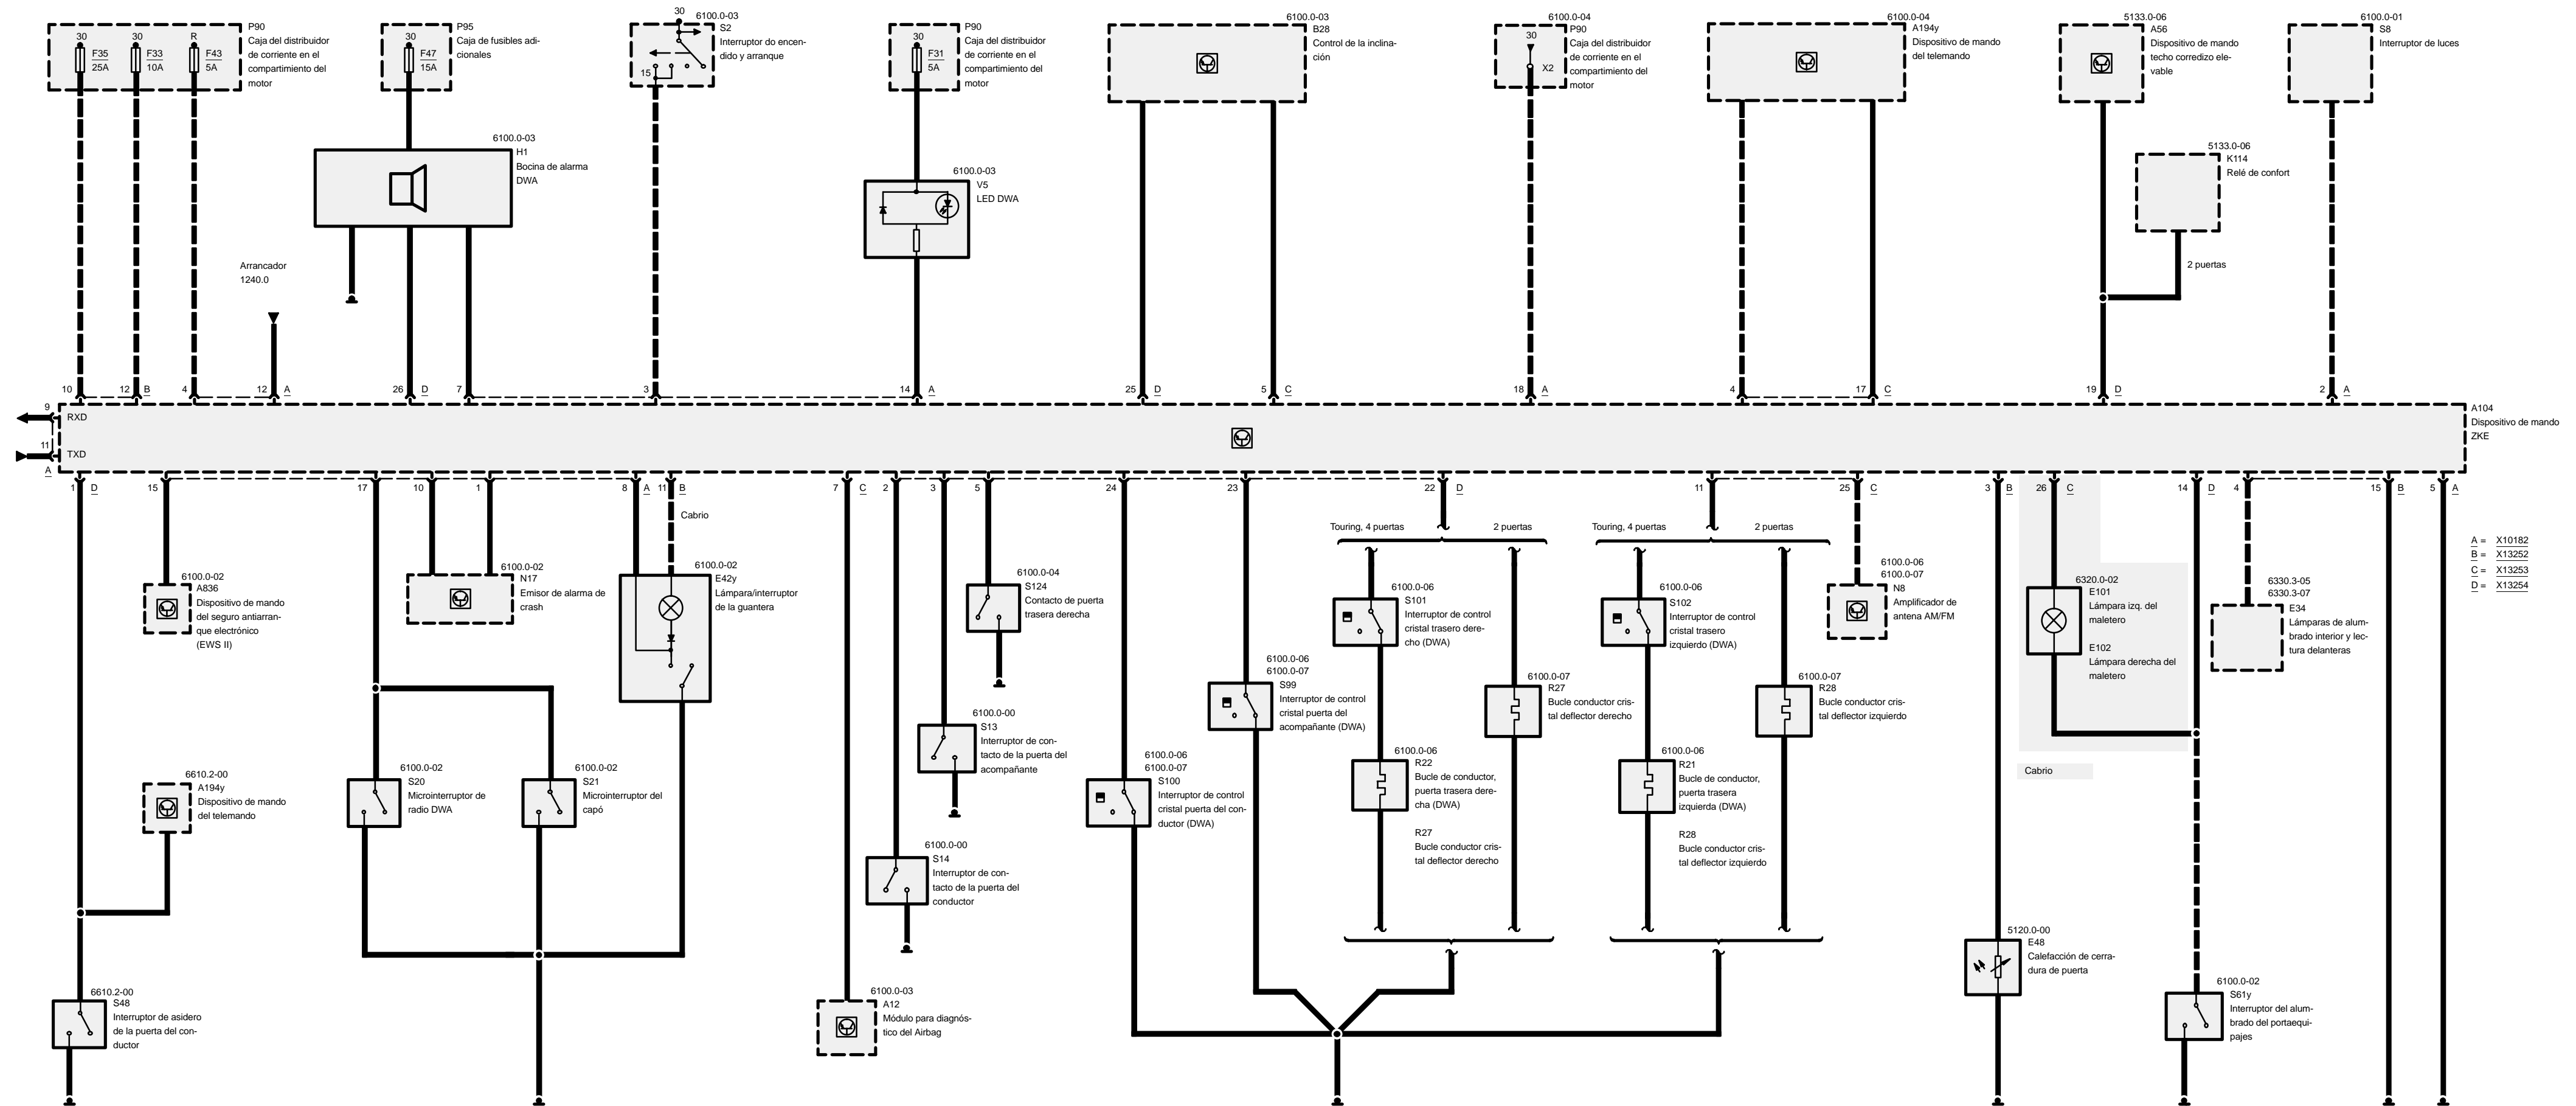 30
F35
25A
30
F33
10A
R
F43
5A
P90
Caja del distribuidor
de corriente en el
compartimiento del
motor
30
F47
15A
P95
Caja de fusibles adi-
cionales
6100.0-03
H1
Bocina de alarma
DWA
Arrancador
1240.0
30
15
6100.0-03
S2
Interruptor do encen-
dido y arranque
30
F31
5A
P90
Caja del distribuidor
de corriente en el
compartimiento del
motor
6100.0-03
V5
LED DWA
6100.0-03
B28
Control de la inclina-
ción
30
X2
6100.0-04
P90
Caja del distribuidor
de corriente en el
compartimiento del
motor
6100.0-04
A194y
Dispositivo de mando
del telemando
5133.0-06
A56
Dispositivo de mando
techo corredizo ele-
vable
5133.0-06
K114
Relé de confort
2 puertas
6100.0-01
S8
Interruptor de luces
10
12 B
4
12 A
26 D
7
3
14 A
25 D
5 C
18 A
4
17 C
19 D
2 A
9
RXD
11
TXD
A
A104
Dispositivo de mando
ZKE
1 D
15
17
10
1
8 A
11 B
7 C
2
3
5
24
23
22 D
11
25 C
3 B
26 C
14 D
4
15 B
5 A
A = X10182
B = X13252
C = X13253
D = X13254
Cabrio
6100.0-02
A836
Dispositivo de mando
del seguro antiarran-
que electrónico
(EWS II)
6100.0-02
N17
Emisor de alarma de
crash
6100.0-02
E42y
Lámpara/interruptor
de la guantera
6100.0-04
S124
Contacto de puerta
trasera derecha
6100.0-00
S13
Interruptor de con-
tacto de la puerta del
acompañante
6100.0-00
S14
Interruptor de con-
tacto de la puerta del
conductor
6100.0-03
A12
Módulo para diagnós-
tico del Airbag
6610.2-00
A194y
Dispositivo de mando
del telemando
6610.2-00
S48
Interruptor de asidero
de la puerta del con-
ductor
6100.0-02
S20
Microinterruptor de
radio DWA
6100.0-02
S21
Microinterruptor del
capó
6100.0-06
6100.0-07
S100
Interruptor de control
cristal puerta del con-
ductor (DWA)
6100.0-06
6100.0-07
S99
Interruptor de control
cristal puerta del
acompañante (DWA)
Touring, 4 puertas
2 puertas
6100.0-06
S101
Interruptor de control
cristal trasero dere-
cho (DWA)
6100.0-06
R22
Bucle de conductor,
puerta trasera dere-
cha (DWA)
R27
Bucle conductor cris-
tal deflector derecho
6100.0-07
R27
Bucle conductor cris-
tal deflector derecho
Touring, 4 puertas
2 puertas
6100.0-06
S102
Interruptor de control
cristal trasero
izquierdo (DWA)
6100.0-06
R21
Bucle de conductor,
puerta trasera
izquierda (DWA)
R28
Bucle conductor cris-
tal deflector izquierdo
6100.0-07
R28
Bucle conductor cris-
tal deflector izquierdo
6100.0-06
6100.0-07
N8
Amplificador de
antena AM/FM
5120.0-00
E48
Calefacción de cerra-
dura de puerta
6320.0-02
E101
Lámpara izq. del
maletero
E102
Lámpara derecha del
maletero
Cabrio
6330.3-05
6330.3-07
E34
Lámparas de alum-
brado interior y lec-
tura delanteras
6100.0-02
S61y
Interruptor del alum-
brado del portaequi-
pajes